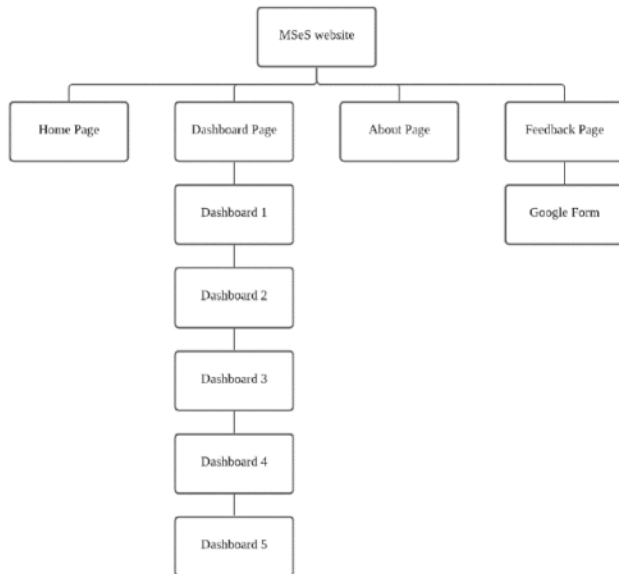 MSeS website
Home Page
Dashboard Page
About Page
Feedback Page
Dashboard 1
Google Form
Dashboard 2
Dashboard 3
Dashboard 4
Dashboard 5